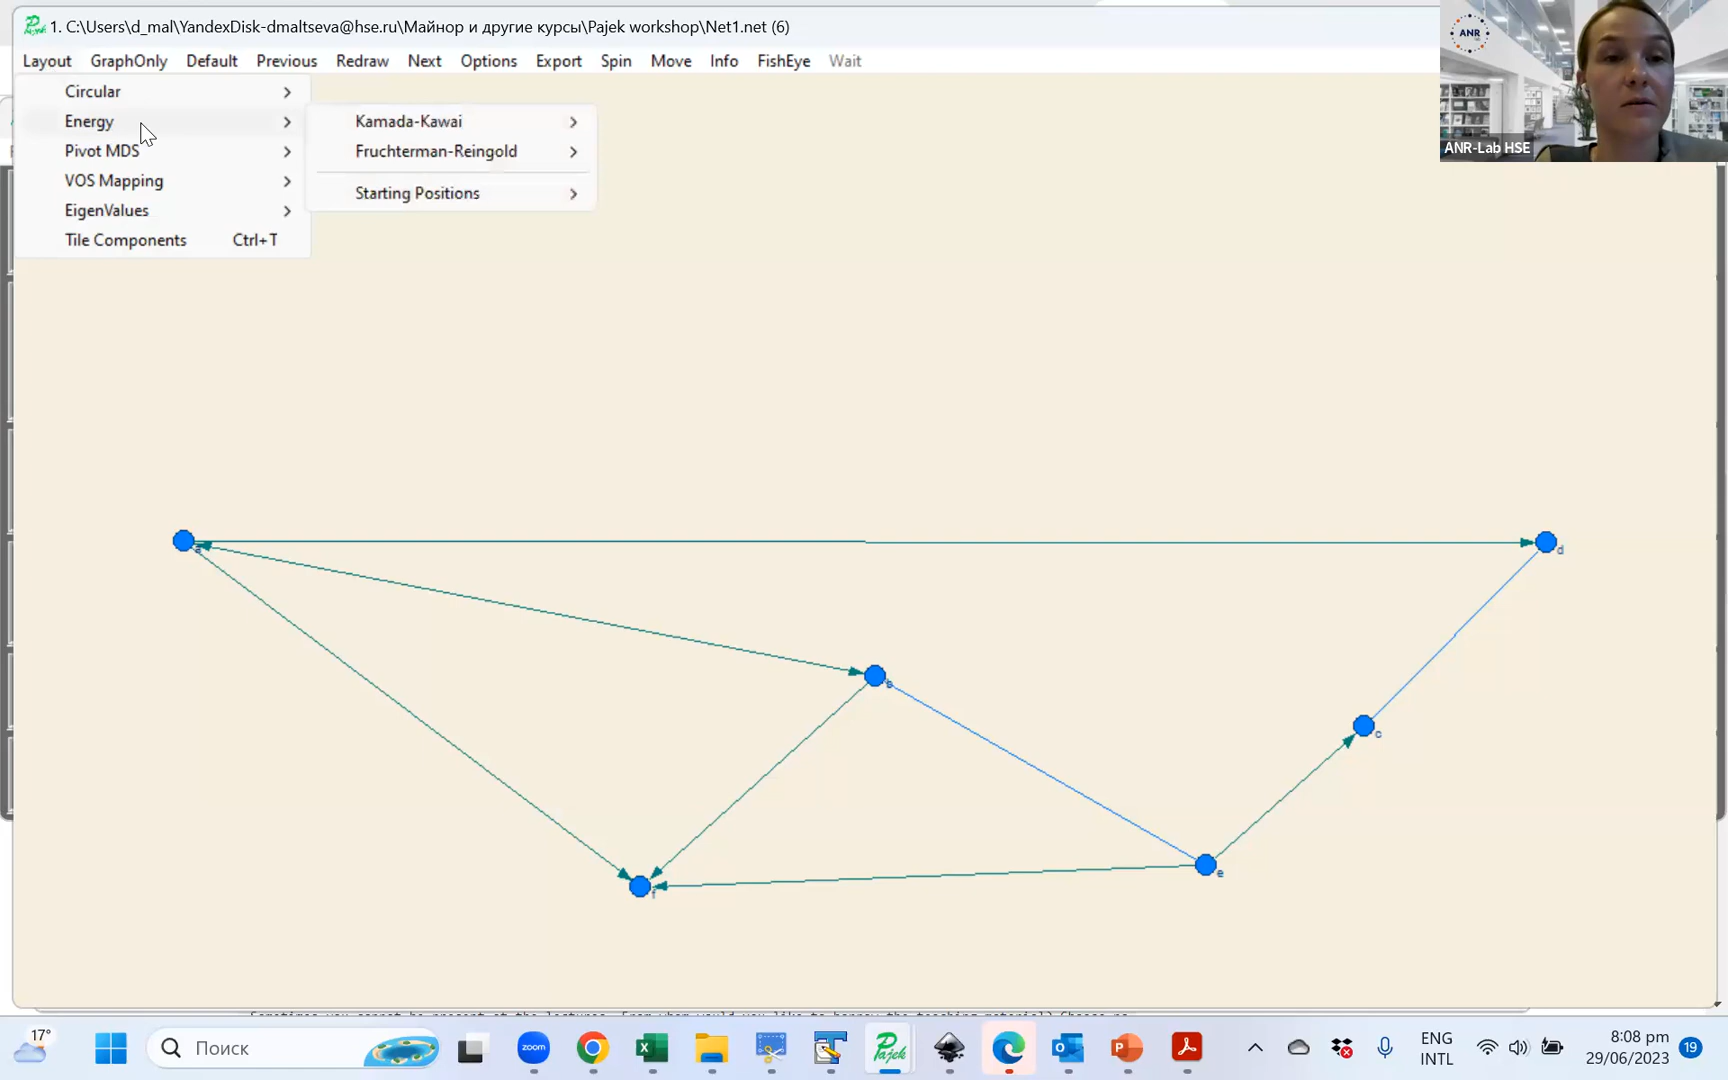 1. C:\Users\d_mal\YandexDisk-dmaltseva@hse.ru\Майнор и другие курсы\Pajek workshop\Net1.net (6)
Layout GraphOnly Default Previous Redraw Next Options Export Spin Move Info FishEye Wait
Circular
Energy
Pivot MDS
VOS Mapping
EigenValues
Tile Components Ctrl+T
Kamada-Kawai
Fruchterman-Reingold
Starting Positions
ANR
ANR-Lab HSE
a
d
b
c
e
f
17°
Поиск
zoom
Pajek
ENG
INTL
8:08 pm
29/06/2023
19